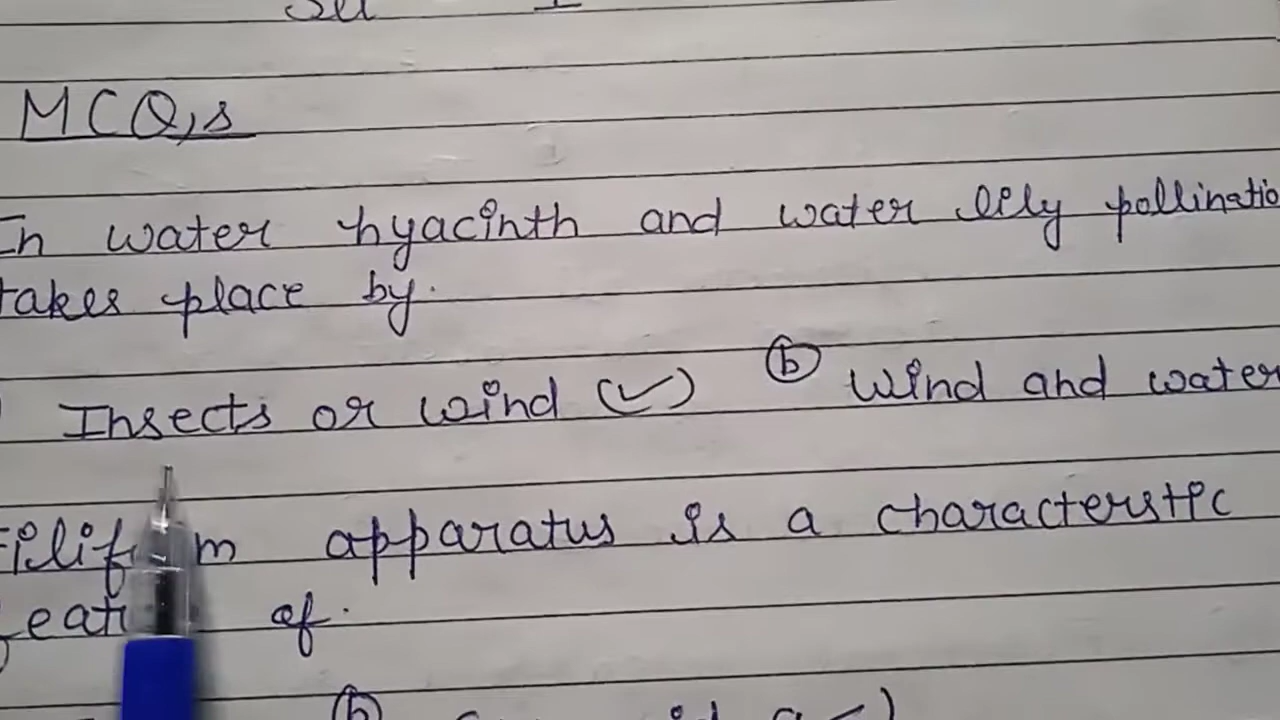 MCQ,s
In water hyacinth and water lily pollinatio
takes place by.
Insects or wind (✓) (b) Wind and water
m apparatus is a characterstic
of.
(b)